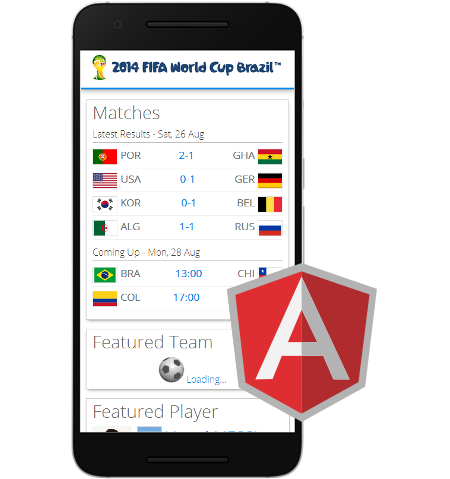 2014 FIFA World Cup Brazil™
Matches
Latest Results - Sat, 26 Aug
POR 2-1 GHA
USA 0-1 GER
KOR 0-1 BEL
ALG 1-1 RUS
Coming Up - Mon, 28 Aug
BRA 13:00 CHI
COL 17:00
Featured Team
Loading...
Featured Player
A